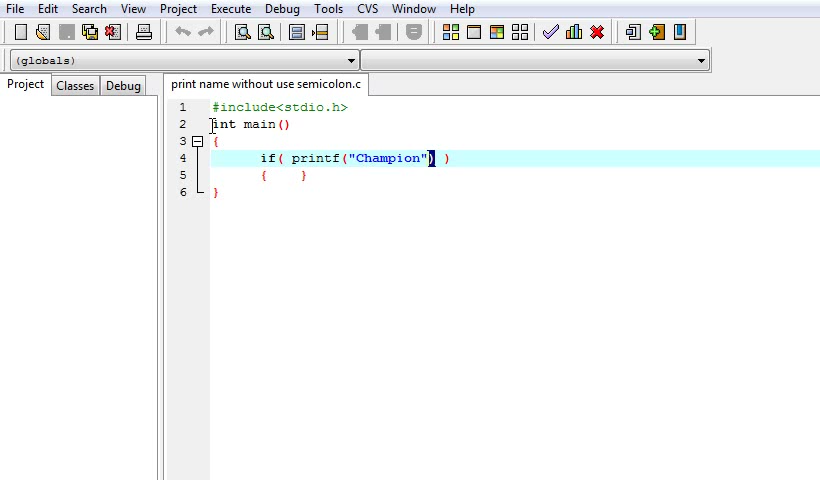 File Edit Search View Project Execute Debug Tools CVS Window Help
(globals)
Project Classes Debug print name without use semicolon.c
1 #include<stdio.h>
2 int main()
3 {
4 if( printf("Champion") )
5 { }
6 }